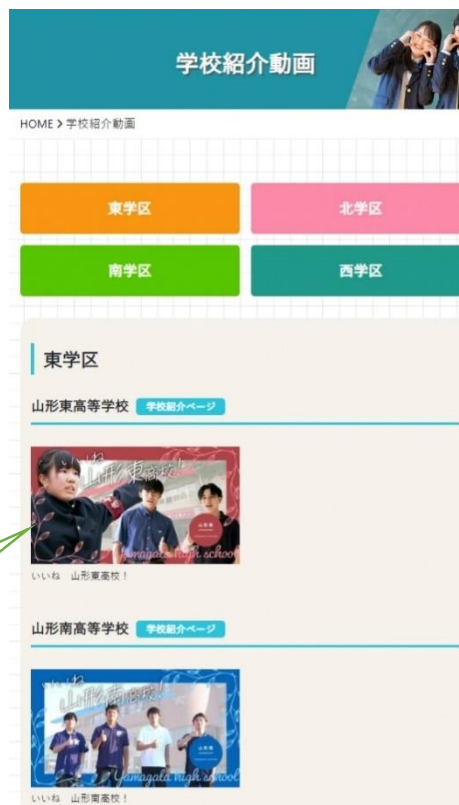 学校紹介動画
HOME > 学校紹介動画
東学区
北学区
南学区
西学区
東学区
山形東高等学校 学校紹介ページ
いいね
山形東高校!
Yamagata high school
いいね 山形東高校!
山形南高等学校 学校紹介ページ
いいね
山形南高校!
Yamagata high school
いいね 山形南高校!